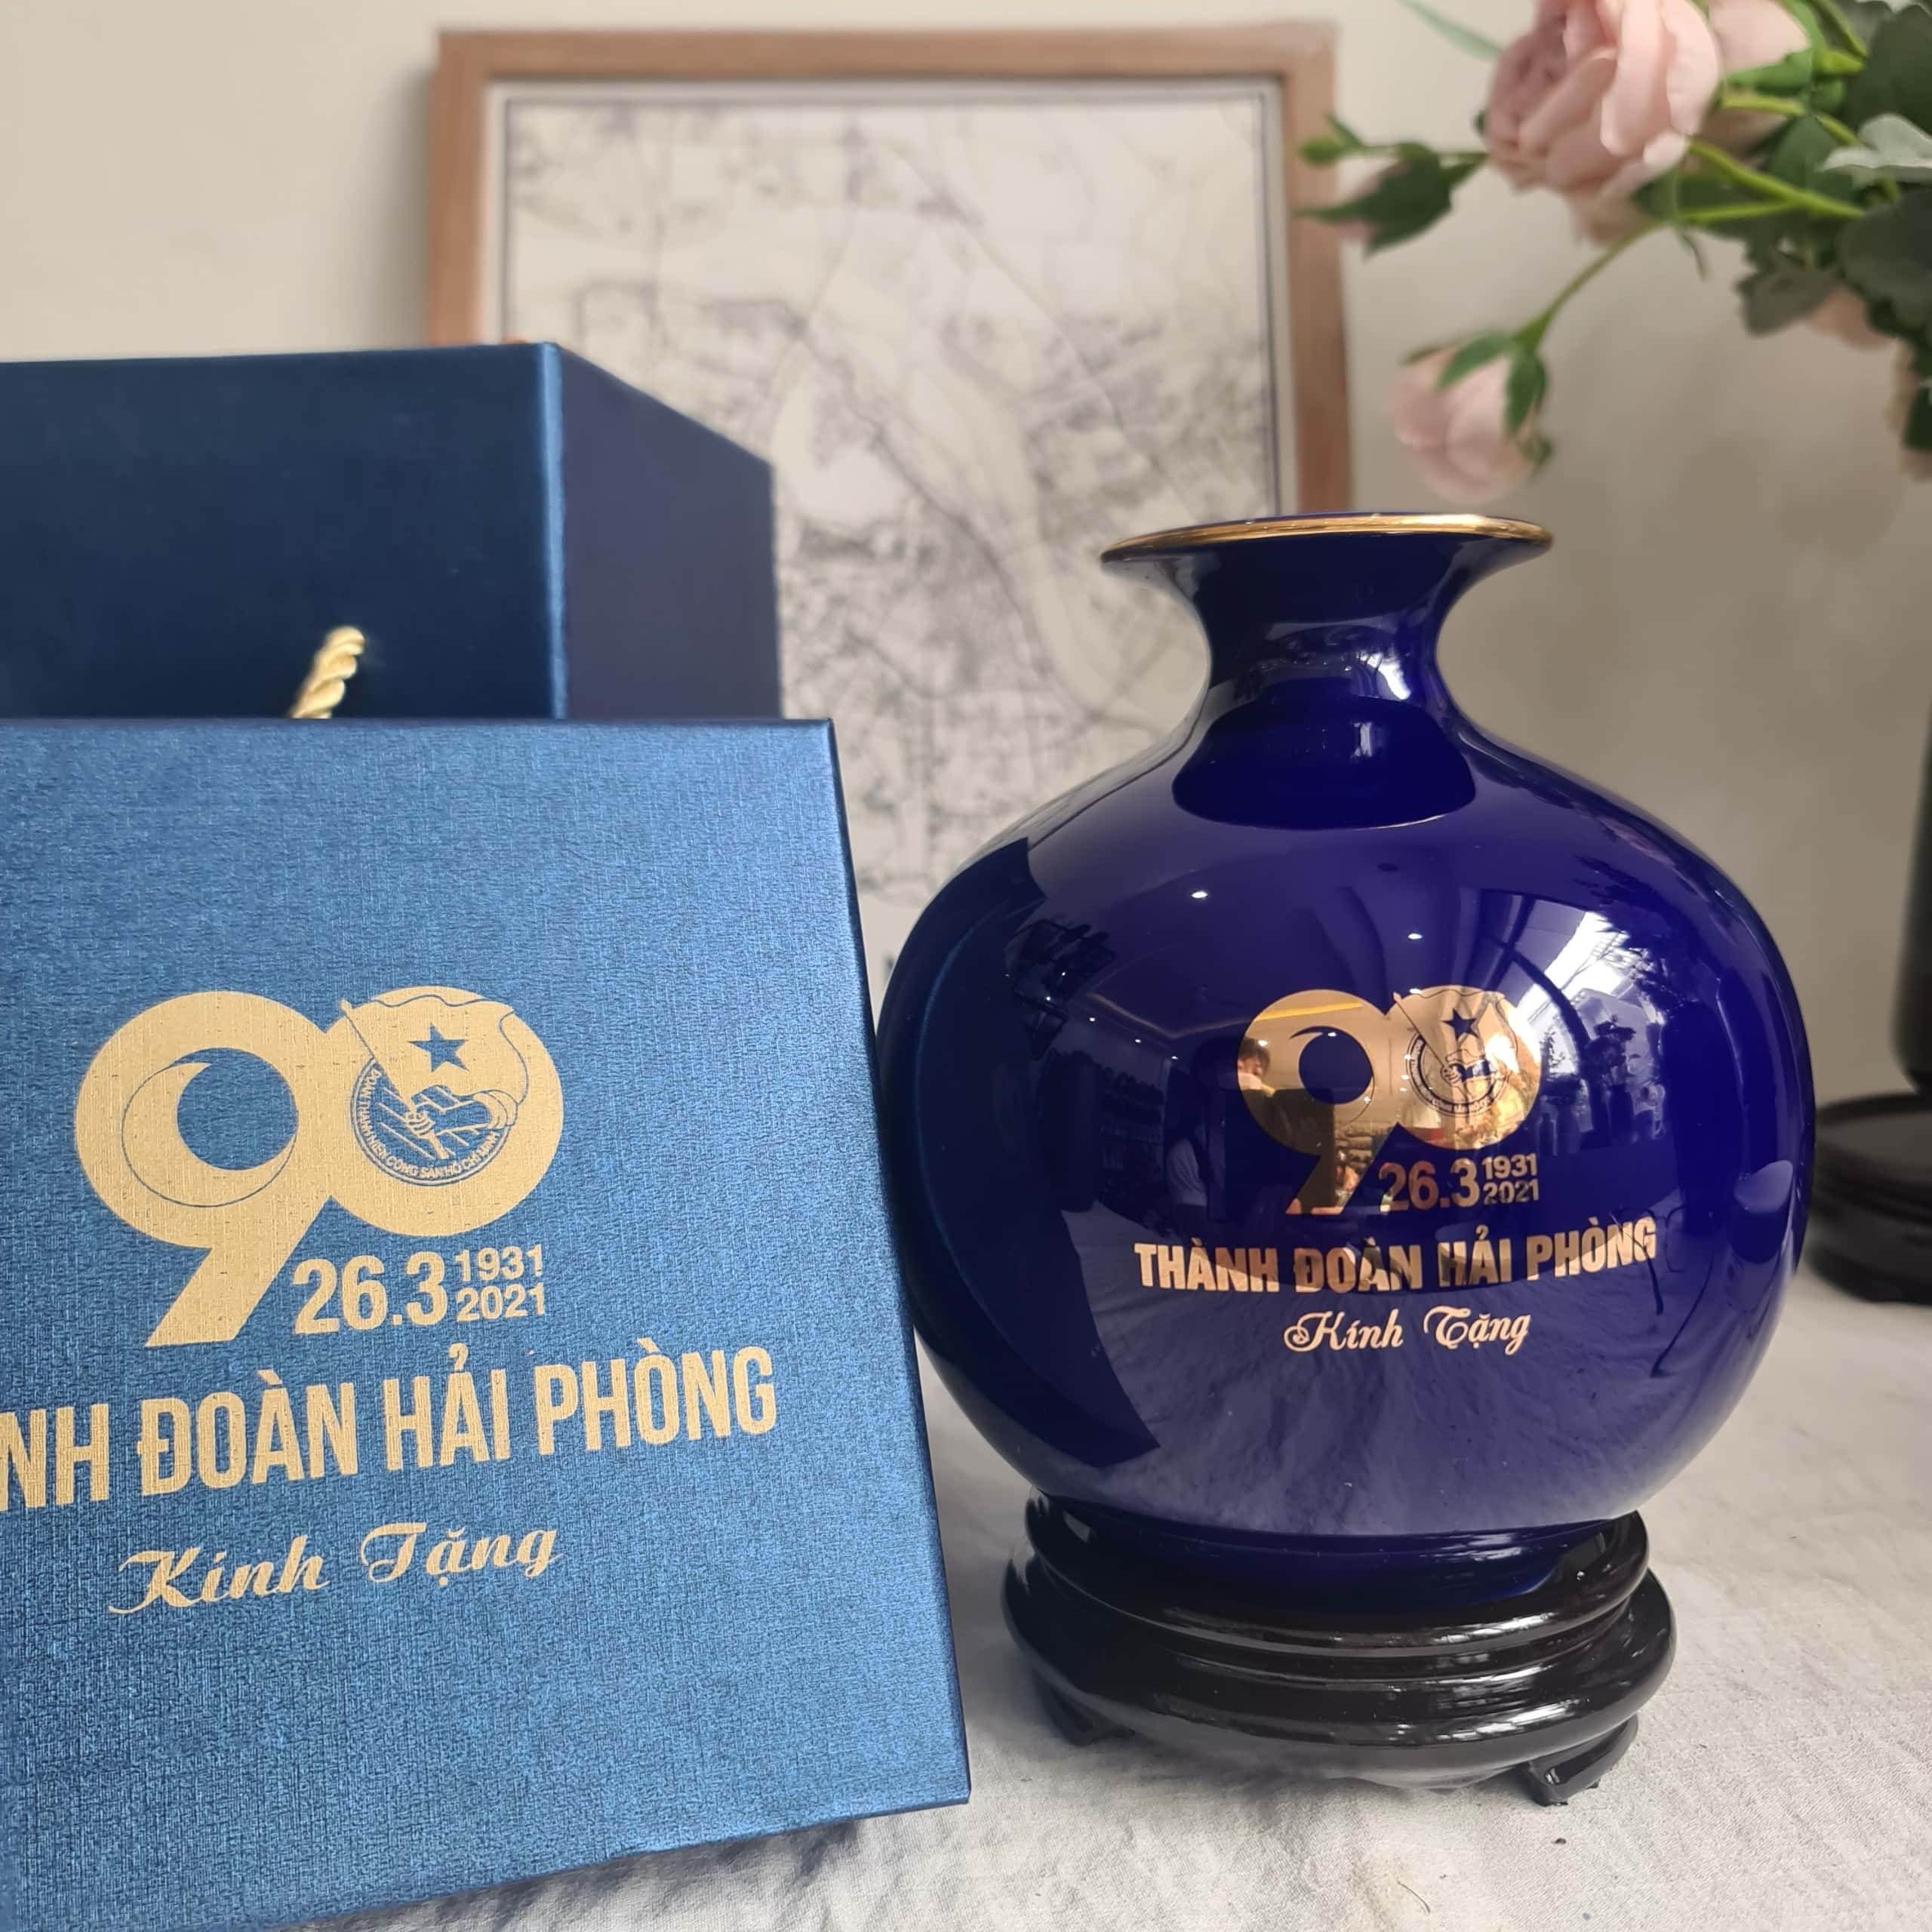 90
ĐOÀN THANH NIÊN CỘNG SẢN HỒ CHÍ MINH
26.3 1931
2021
NH ĐOÀN HẢI PHÒNG
Kính Tặng
90
26.3 1931
2021
THÀNH ĐOÀN HẢI PHÒNG
Kính Tặng